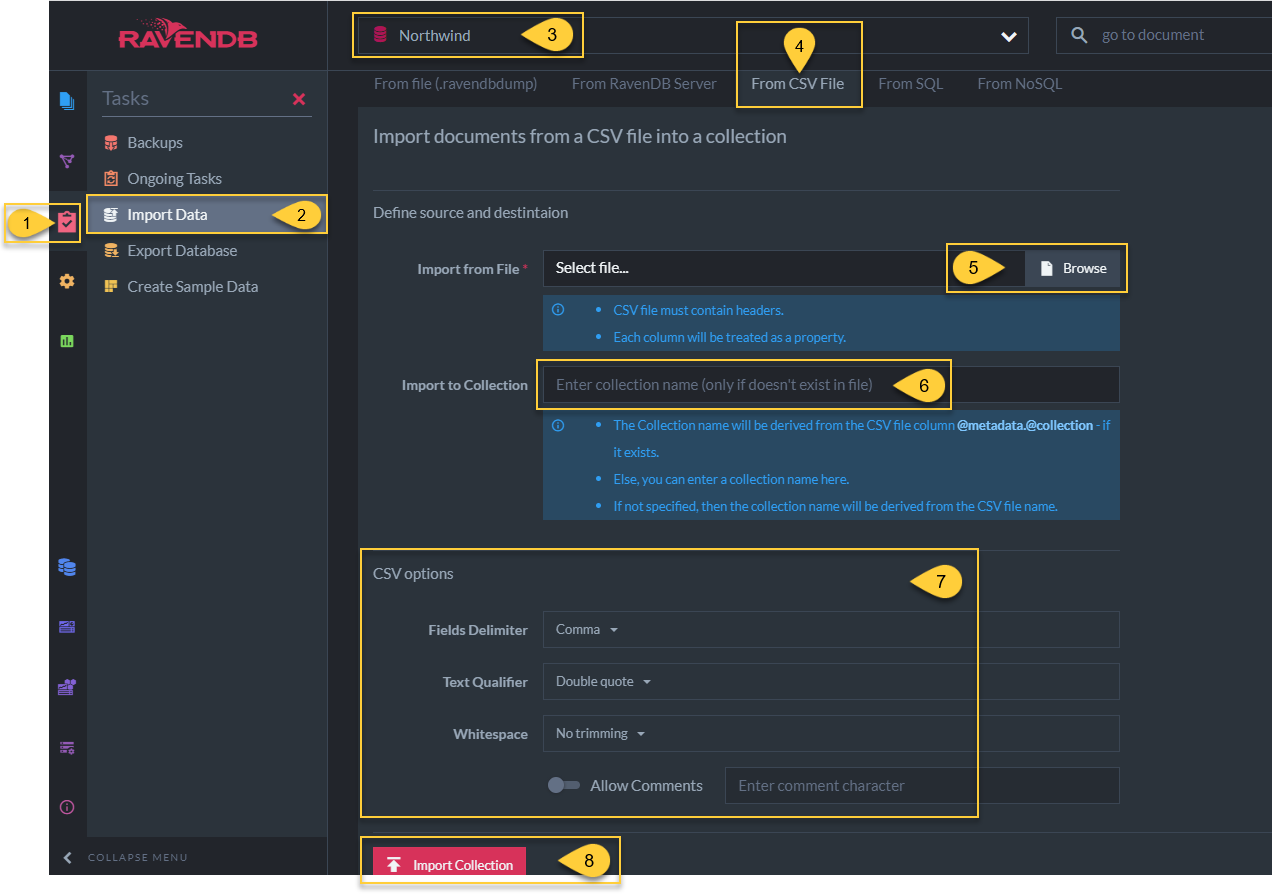 RAVENDB
Northwind
3
go to document
4
From file (.ravendbdump)
From RavenDB Server
From CSV File
From SQL
From NoSQL
Tasks
Backups
Ongoing Tasks
1
Import Data
2
Export Database
Create Sample Data
COLLAPSE MENU
Import documents from a CSV file into a collection
Define source and destintaion
Import from File *
Select file...
5
Browse
• CSV file must contain headers.
• Each column will be treated as a property.
Import to Collection
Enter collection name (only if doesn't exist in file)
6
• The Collection name will be derived from the CSV file column @metadata.@collection - if
it exists.
• Else, you can enter a collection name here.
• If not specified, then the collection name will be derived from the CSV file name.
CSV options
7
Fields Delimiter
Comma
Text Qualifier
Double quote
Whitespace
No trimming
Allow Comments
Enter comment character
Import Collection
8